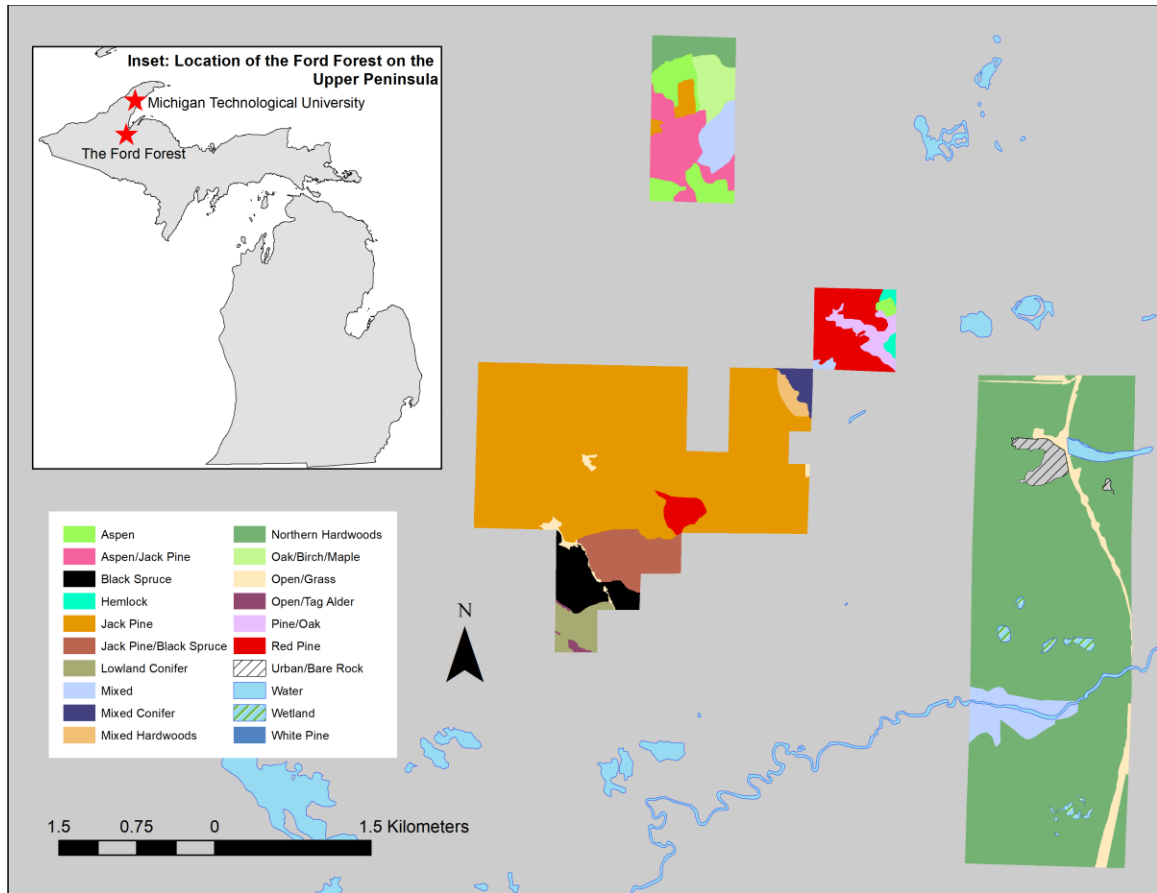 Inset: Location of the Ford Forest on the
Upper Peninsula
Michigan Technological University
The Ford Forest
Aspen
Aspen/Jack Pine
Black Spruce
Hemlock
Jack Pine
Jack Pine/Black Spruce
Lowland Conifer
Mixed
Mixed Conifer
Mixed Hardwoods
Northern Hardwoods
Oak/Birch/Maple
Open/Grass
Open/Tag Alder
Pine/Oak
Red Pine
Urban/Bare Rock
Water
Wetland
White Pine
N
1.5 0.75 0 1.5 Kilometers